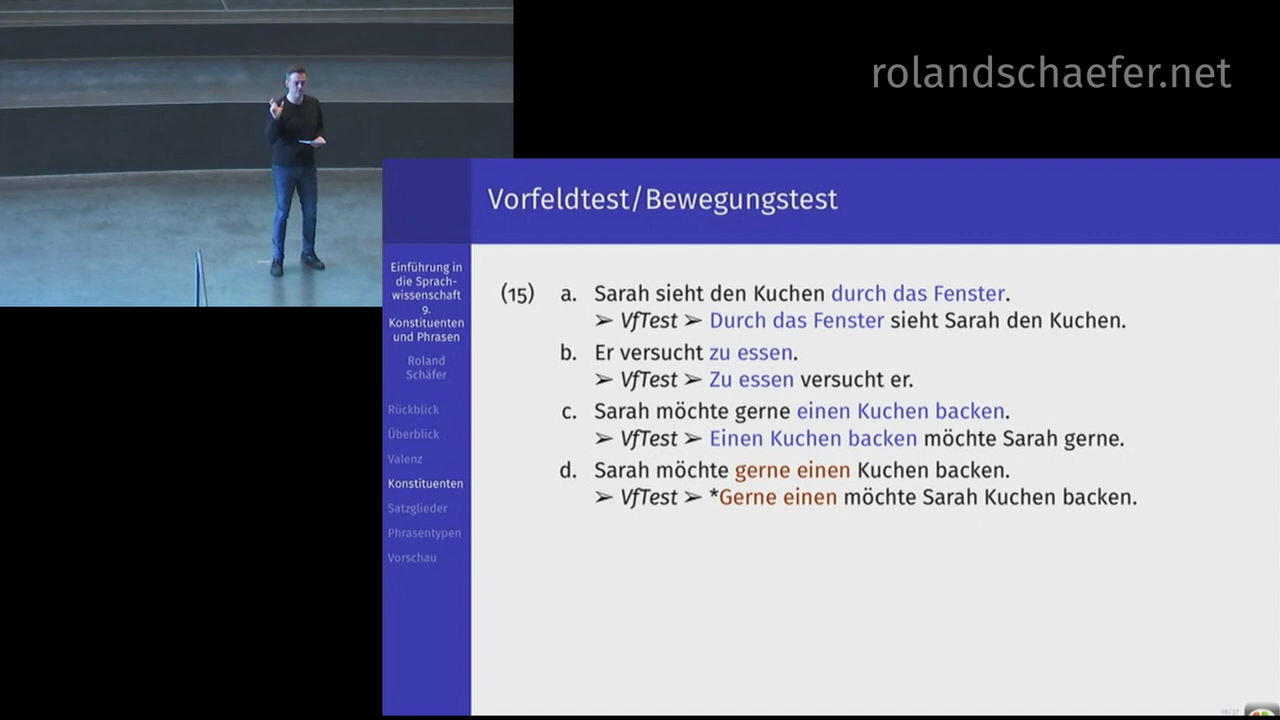 rolandschaefer.net
Vorfeldtest/Bewegungstest
Einführung in
die Sprach-
wissenschaft
9.
Konstituenten
und Phrasen
Roland
Schäfer
Rückblick
Überblick
Valenz
Konstituenten
Satzglieder
Phrasentypen
Vorschau
(15) a. Sarah sieht den Kuchen durch das Fenster.
➢ VfTest ➢ Durch das Fenster sieht Sarah den Kuchen.
b. Er versucht zu essen.
➢ VfTest ➢ Zu essen versucht er.
c. Sarah möchte gerne einen Kuchen backen.
➢ VfTest ➢ Einen Kuchen backen möchte Sarah gerne.
d. Sarah möchte gerne einen Kuchen backen.
➢ VfTest ➢ *Gerne einen möchte Sarah Kuchen backen.